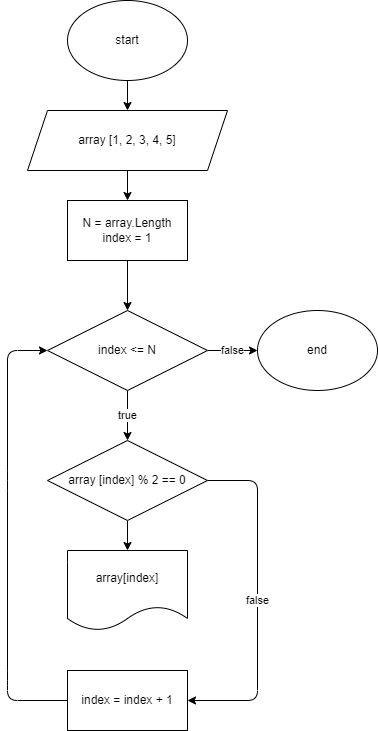 start
array [1, 2, 3, 4, 5]
N = array.Length
index = 1
index <= N
false
end
true
array [index] % 2 == 0
array[index]
false
index = index + 1